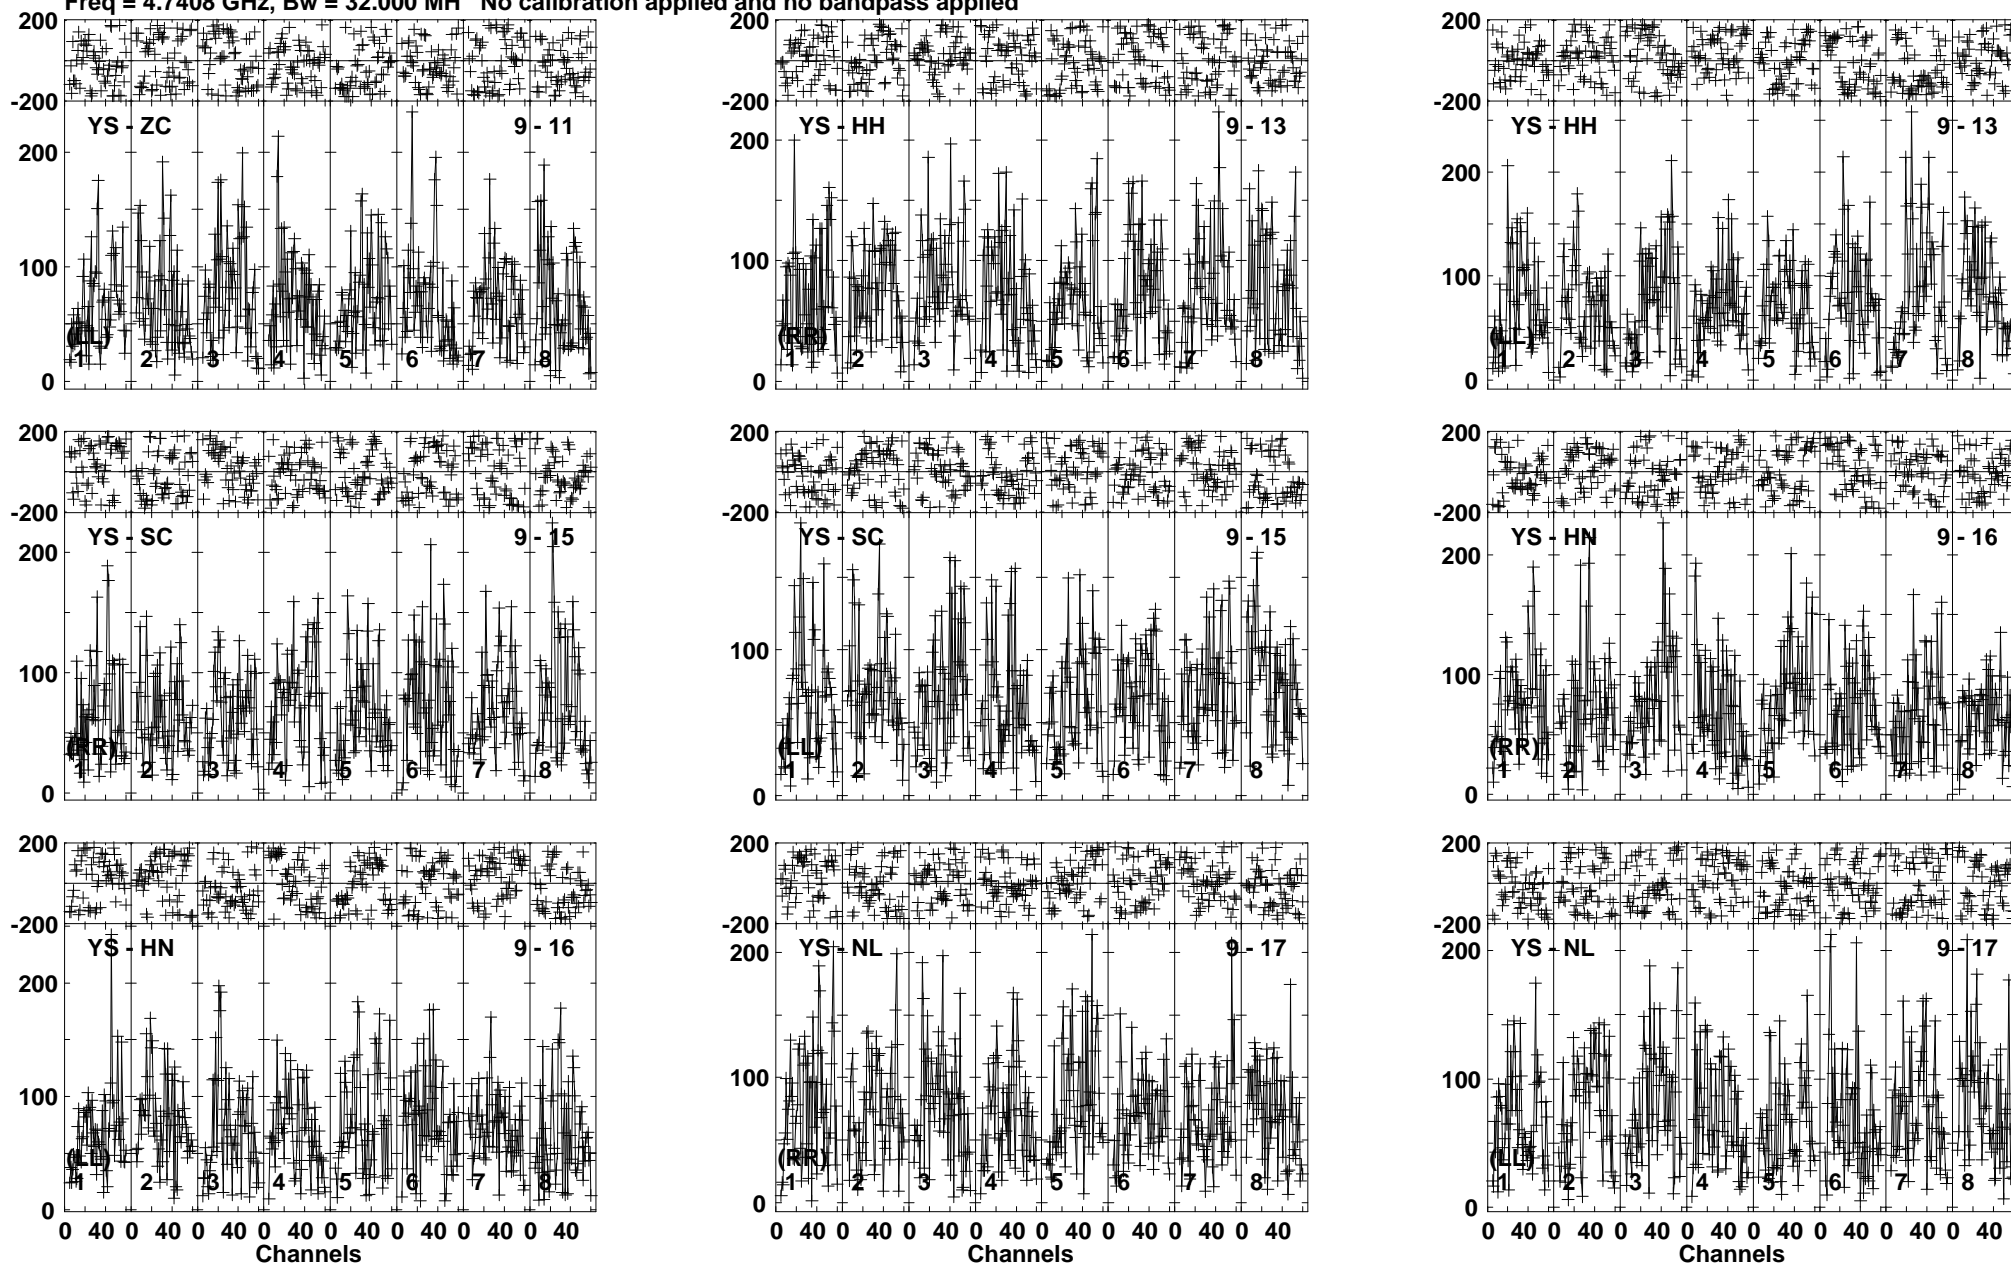 Freq = 4.7408 GHz, Bw = 32.000 MH No calibration applied and no bandpass applied
200 200 200
-200 -200 -200
YS - ZC 9 - 11 YS - HH 9 - 13 YS - HH 9 - 13
200 200 200
100 100 100
(LL) (RR) (LL)
1 2 3 4 5 6 7 8 1 2 3 4 5 6 7 8 1 2 3 4 5 6 7 8
0 0 0
200 200 200
-200 -200 -200
YS - SC 9 - 15 YS - SC 9 - 15 YS - HN 9 - 16
200 200
100 100 100
(RR) (LL) (RR)
1 2 3 4 5 6 7 8 1 2 3 4 5 6 7 8 1 2 3 4 5 6 7 8
0 0 0
200 200 200
-200 -200 -200
YS - HN 9 - 16 YS - NL 9 - 17 YS - NL 9 - 17
200 200 200
100 100 100
(LL) (RR) (LL)
1 2 3 4 5 6 7 8 1 2 3 4 5 6 7 8 1 2 3 4 5 6 7 8
0 0 0
0 40 0 40 0 40 0 40 0 40 0 40 0 40 0 40 0 40 0 40 0 40 0 40 0 40 0 40 0 40 0 40 0 40 0 40 0 40 0 40 0 40 0 40 0 40 0 40
Channels Channels Channels